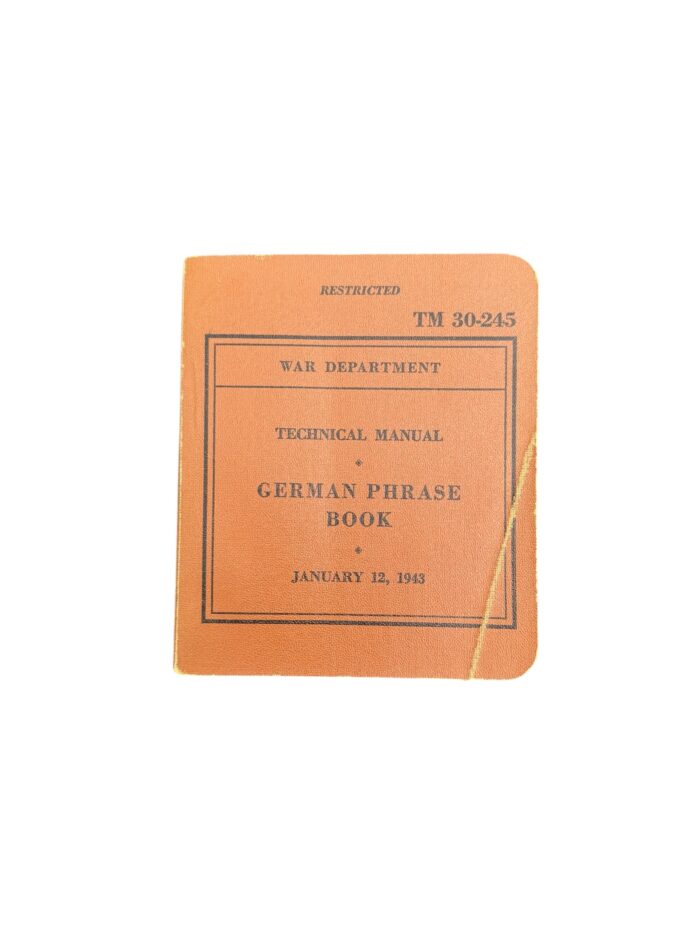 RESTRICTED
TM 30-245
WAR DEPARTMENT
TECHNICAL MANUAL
GERMAN PHRASE
BOOK
JANUARY 12, 1943